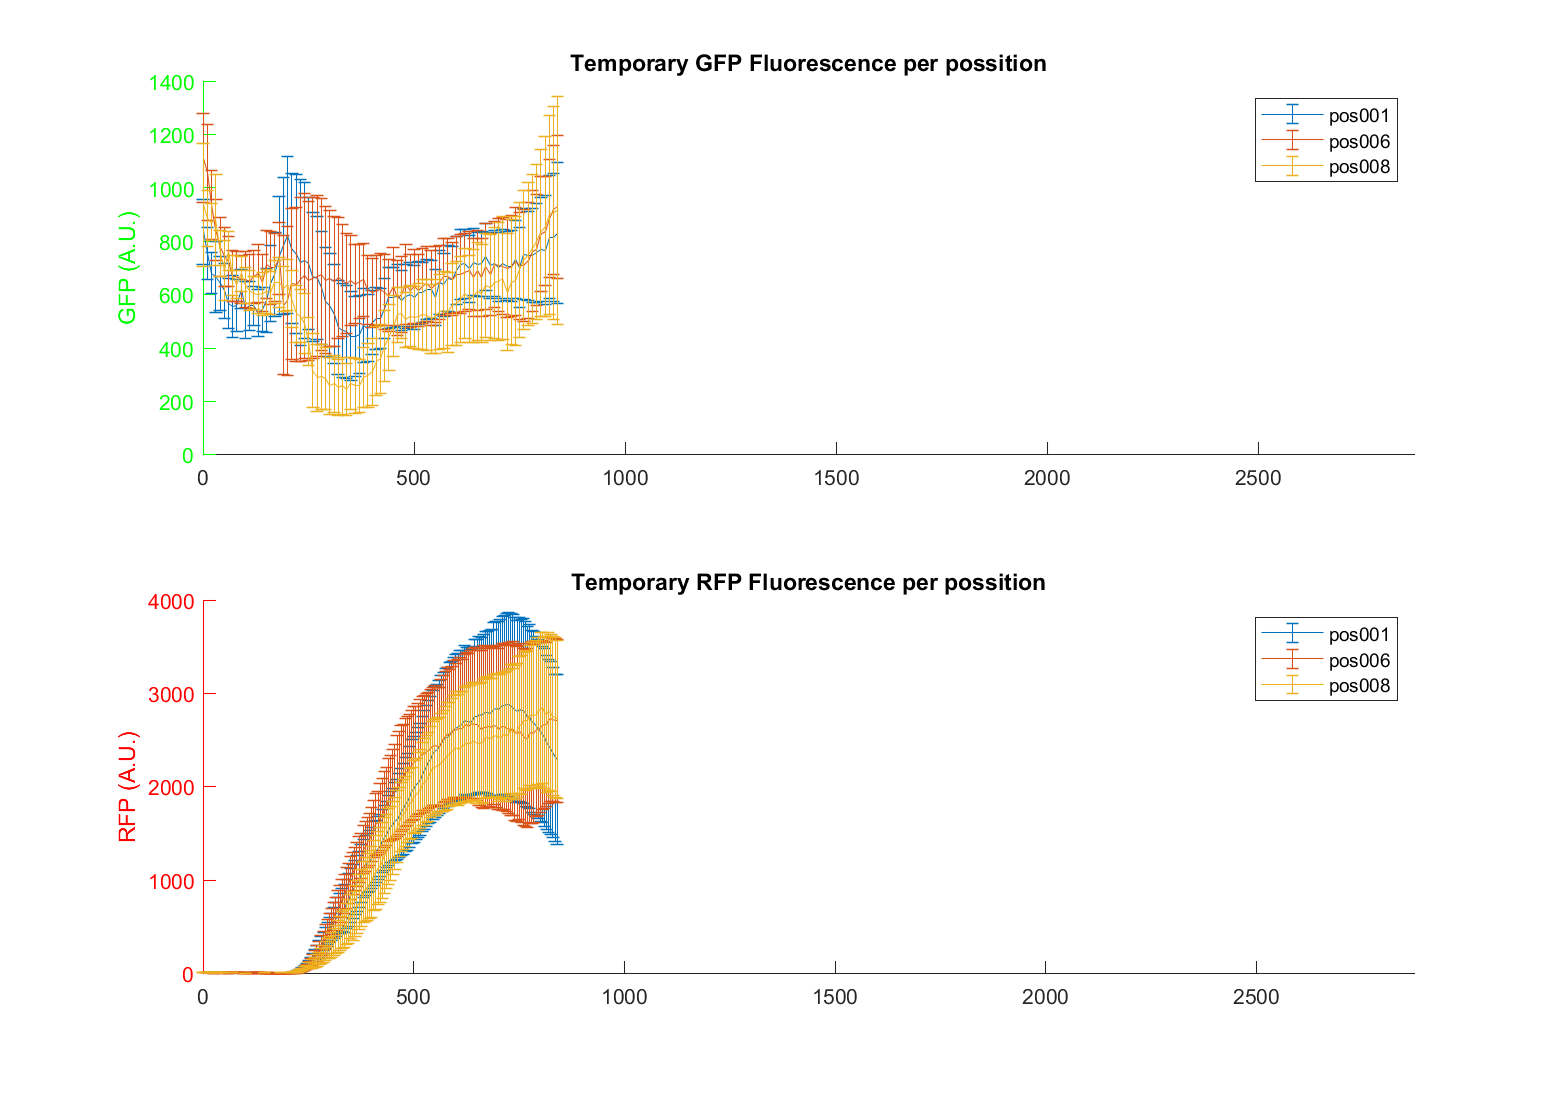 Temporary GFP Fluorescence per possition
1400
1200
1000
800
600
400
200
0
GFP (A.U.)
0 500 1000 1500 2000 2500
pos001
pos006
pos008
Temporary RFP Fluorescence per possition
4000
3000
2000
1000
0
RFP (A.U.)
0 500 1000 1500 2000 2500
pos001
pos006
pos008